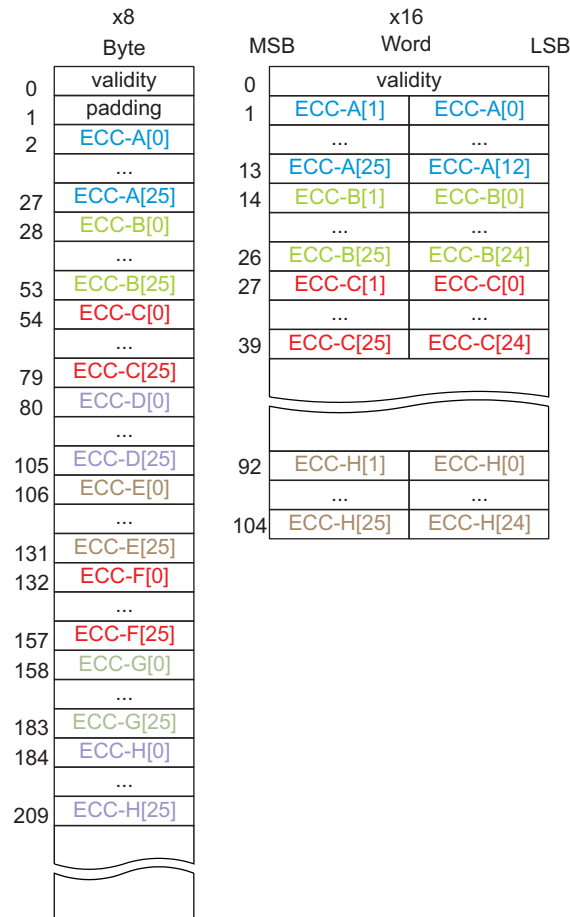 x8
Byte
0 validity
1 padding
2 ECC-A[0]
...
27 ECC-A[25]
28 ECC-B[0]
...
53 ECC-B[25]
54 ECC-C[0]
...
79 ECC-C[25]
80 ECC-D[0]
...
105 ECC-D[25]
106 ECC-E[0]
...
131 ECC-E[25]
132 ECC-F[0]
...
157 ECC-F[25]
158 ECC-G[0]
...
183 ECC-G[25]
184 ECC-H[0]
...
209 ECC-H[25]
x16
MSB Word LSB
0 validity
1 ECC-A[1] ECC-A[0]
... ...
13 ECC-A[25] ECC-A[12]
14 ECC-B[1] ECC-B[0]
... ...
26 ECC-B[25] ECC-B[24]
27 ECC-C[1] ECC-C[0]
... ...
39 ECC-C[25] ECC-C[24]
92 ECC-H[1] ECC-H[0]
... ...
104 ECC-H[25] ECC-H[24]